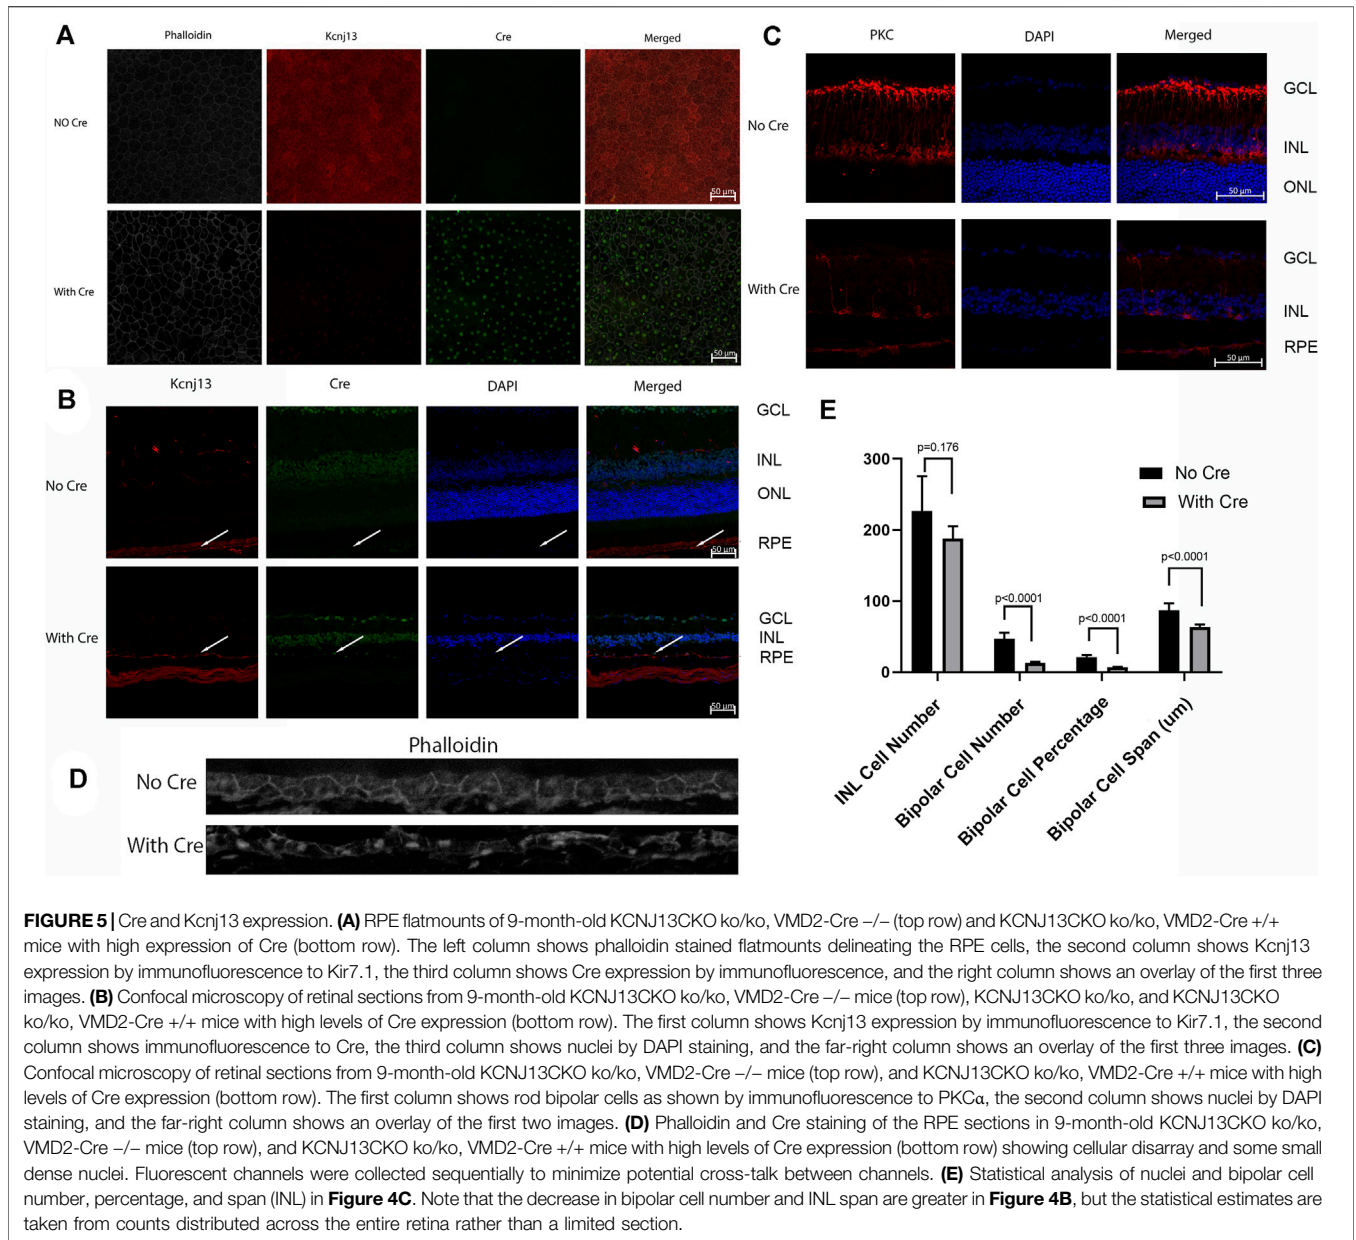 A
Phalloidin Kcnj13 Cre Merged
NO Cre
50 µm
With Cre
50 µm
B
Kcnj13 Cre DAPI Merged
No Cre
GCL
INL
ONL
RPE
50 µm
With Cre
GCL
INL
RPE
50 µm
C
PKC DAPI Merged
No Cre
GCL
INL
ONL
50 µm
With Cre
GCL
INL
RPE
50 µm
D
Phalloidin
No Cre
With Cre
E
300
200
100
0
p=0.176
p<0.0001
p<0.0001
p<0.0001
No Cre
With Cre
INL Cell Number
Bipolar Cell Number
Bipolar Cell Percentage
Bipolar Cell Span (um)
FIGURE 5 | Cre and Kcnj13 expression. (A) RPE flatmounts of 9-month-old KCNJ13CKO ko/ko, VMD2-Cre −/− (top row) and KCNJ13CKO ko/ko, VMD2-Cre +/+
mice with high expression of Cre (bottom row). The left column shows phalloidin stained flatmounts delineating the RPE cells, the second column shows Kcnj13
expression by immunofluorescence to Kir7.1, the third column shows Cre expression by immunofluorescence, and the right column shows an overlay of the first three
images. (B) Confocal microscopy of retinal sections from 9-month-old KCNJ13CKO ko/ko, VMD2-Cre −/− mice (top row), KCNJ13CKO ko/ko, and KCNJ13CKO
ko/ko, VMD2-Cre +/+ mice with high levels of Cre expression (bottom row). The first column shows Kcnj13 expression by immunofluorescence to Kir7.1, the second
column shows immunofluorescence to Cre, the third column shows nuclei by DAPI staining, and the far-right column shows an overlay of the first three images. (C)
Confocal microscopy of retinal sections from 9-month-old KCNJ13CKO ko/ko, VMD2-Cre −/− mice (top row), and KCNJ13CKO ko/ko, VMD2-Cre +/+ mice with high
levels of Cre expression (bottom row). The first column shows rod bipolar cells as shown by immunofluorescence to PKCα, the second column shows nuclei by DAPI
staining, and the far-right column shows an overlay of the first two images. (D) Phalloidin and Cre staining of the RPE sections in 9-month-old KCNJ13CKO ko/ko,
VMD2-Cre −/− mice (top row), and KCNJ13CKO ko/ko, VMD2-Cre +/+ mice with high levels of Cre expression (bottom row) showing cellular disarray and some small
dense nuclei. Fluorescent channels were collected sequentially to minimize potential cross-talk between channels. (E) Statistical analysis of nuclei and bipolar cell
number, percentage, and span (INL) in Figure 4C. Note that the decrease in bipolar cell number and INL span are greater in Figure 4B, but the statistical estimates are
taken from counts distributed across the entire retina rather than a limited section.